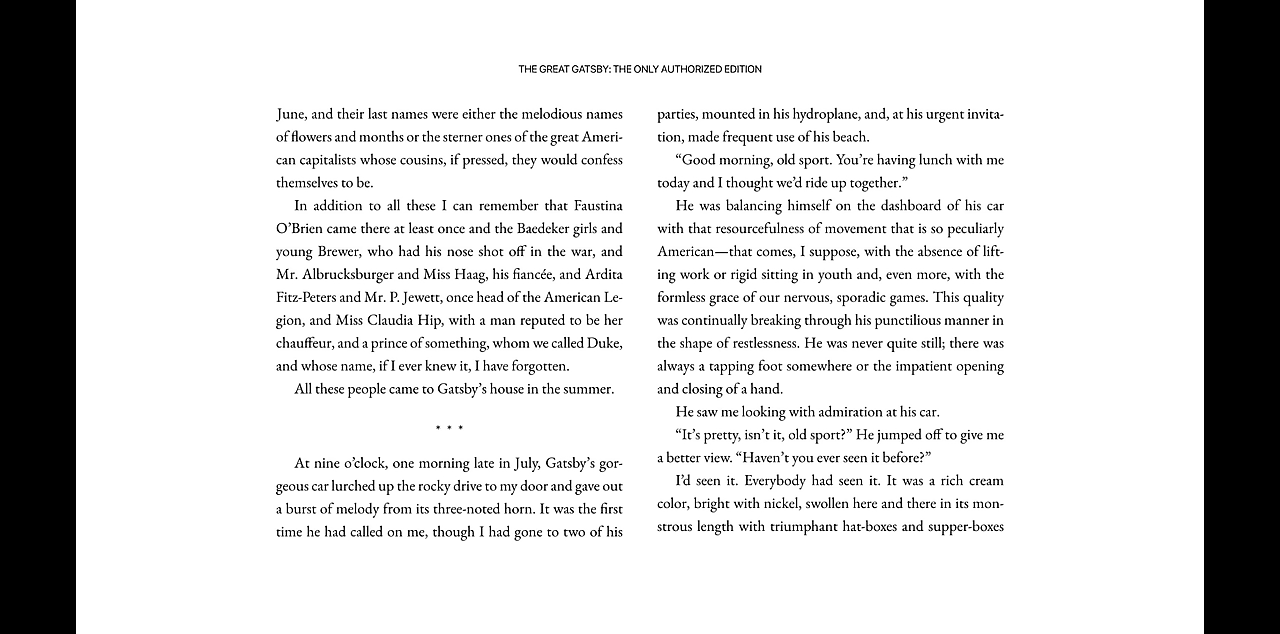 THE GREAT GATSBY: THE ONLY AUTHORIZED EDITION
June, and their last names were either the melodious names
of flowers and months or the sterner ones of the great Ameri-
can capitalists whose cousins, if pressed, they would confess
themselves to be.
In addition to all these I can remember that Faustina
O’Brien came there at least once and the Baedeker girls and
young Brewer, who had his nose shot off in the war, and
Mr. Albrucksburger and Miss Haag, his fiancée, and Ardita
Fitz-Peters and Mr. P. Jewett, once head of the American Le-
gion, and Miss Claudia Hip, with a man reputed to be her
chauffeur, and a prince of something, whom we called Duke,
and whose name, if I ever knew it, I have forgotten.
All these people came to Gatsby’s house in the summer.
* * *
At nine o’clock, one morning late in July, Gatsby’s gor-
geous car lurched up the rocky drive to my door and gave out
a burst of melody from its three-noted horn. It was the first
time he had called on me, though I had gone to two of his
parties, mounted in his hydroplane, and, at his urgent invita-
tion, made frequent use of his beach.
“Good morning, old sport. You’re having lunch with me
today and I thought we’d ride up together.”
He was balancing himself on the dashboard of his car
with that resourcefulness of movement that is so peculiarly
American—that comes, I suppose, with the absence of lift-
ing work or rigid sitting in youth and, even more, with the
formless grace of our nervous, sporadic games. This quality
was continually breaking through his punctilious manner in
the shape of restlessness. He was never quite still; there was
always a tapping foot somewhere or the impatient opening
and closing of a hand.
He saw me looking with admiration at his car.
“It’s pretty, isn’t it, old sport?” He jumped off to give me
a better view. “Haven’t you ever seen it before?”
I’d seen it. Everybody had seen it. It was a rich cream
color, bright with nickel, swollen here and there in its mon-
strous length with triumphant hat-boxes and supper-boxes